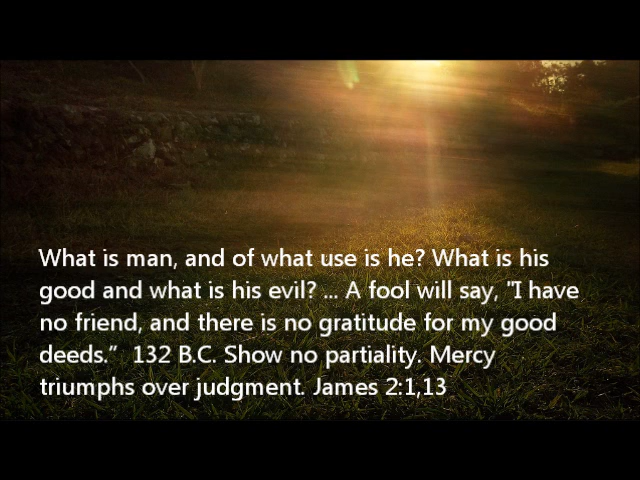 What is man, and of what use is he? What is his
good and what is his evil? ... A fool will say, "I have
no friend, and there is no gratitude for my good
deeds.”  132 B.C. Show no partiality. Mercy
triumphs over judgment. James 2:1,13